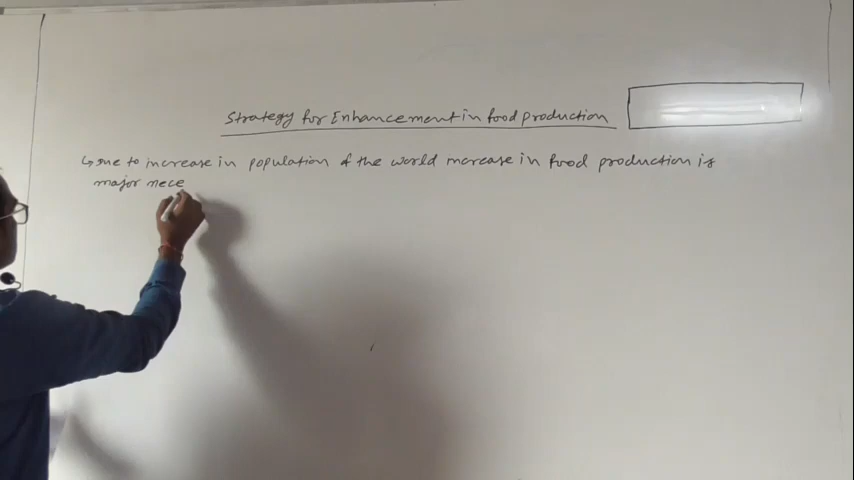 Strategy for Enhancement in food production
↳ Due to increase in population of the world increase in food production is
major nece